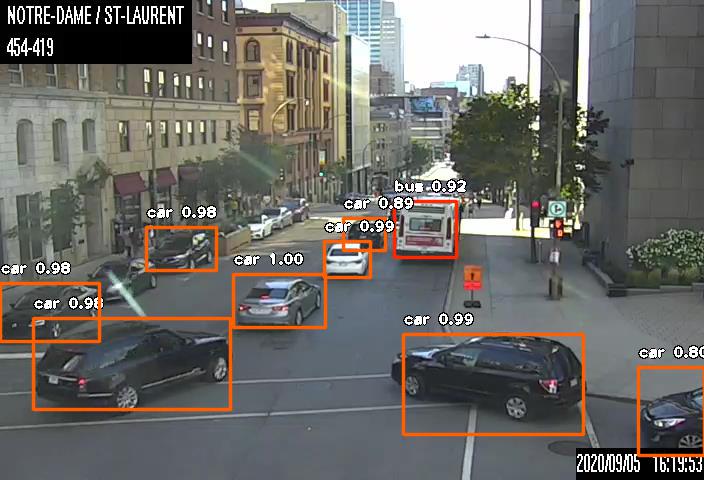 NOTRE-DAME / ST-LAURENT
454-419
bus 0.92
car 0.89
car 0.98
car 0.99
car 1.00
car 0.98
car 0.98
car 0.99
car 0.80
2020/09/05 16:19:53